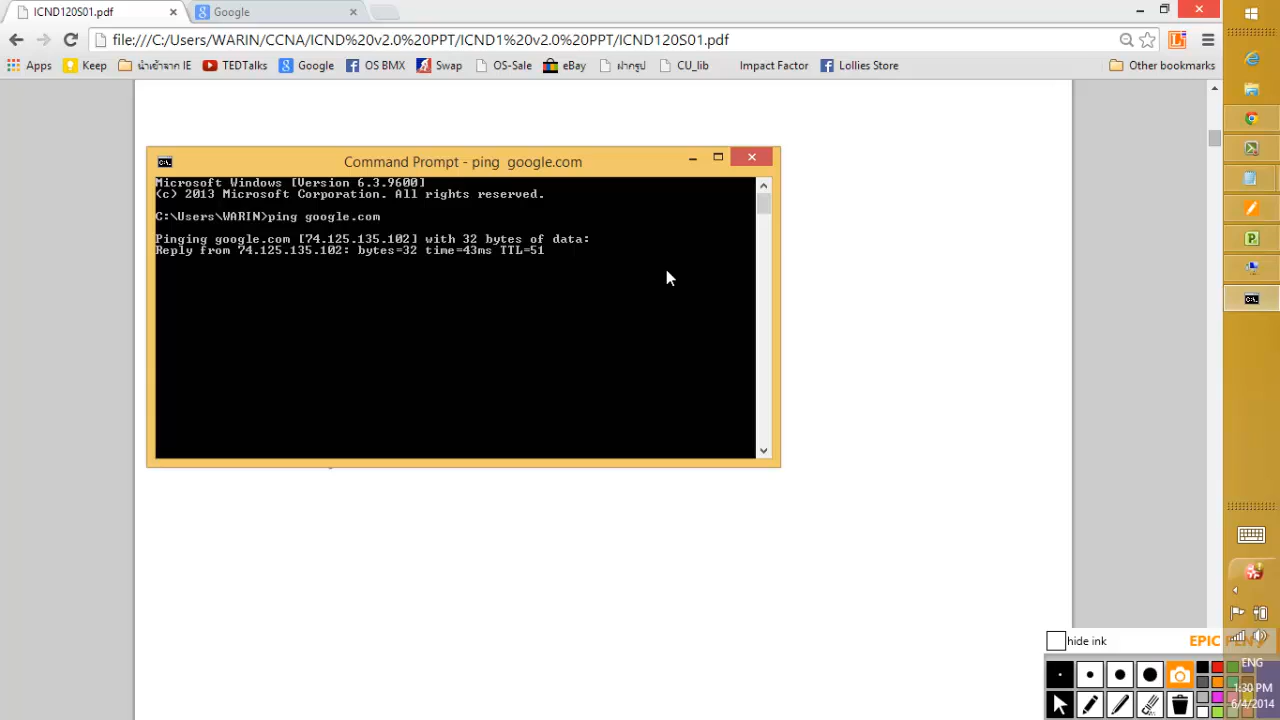 ICND120S01.pdf
Google
file:///C:/Users/WARIN/CCNA/ICND%20v2.0%20PPT/ICND1%20v2.0%20PPT/ICND120S01.pdf
Apps Keep นำเข้าจาก IE TEDTalks Google OS BMX Swap OS-Sale eBay ฝากรูป CU_lib Impact Factor Lollies Store Other bookmarks
Command Prompt - ping google.com
Microsoft Windows [Version 6.3.9600]
(c) 2013 Microsoft Corporation. All rights reserved.
C:\Users\WARIN>ping google.com
Pinging google.com [74.125.135.102] with 32 bytes of data:
Reply from 74.125.135.102: bytes=32 time=43ms TTL=51
hide ink
EPIC PEN
ENG
1:30 PM
6/4/2014